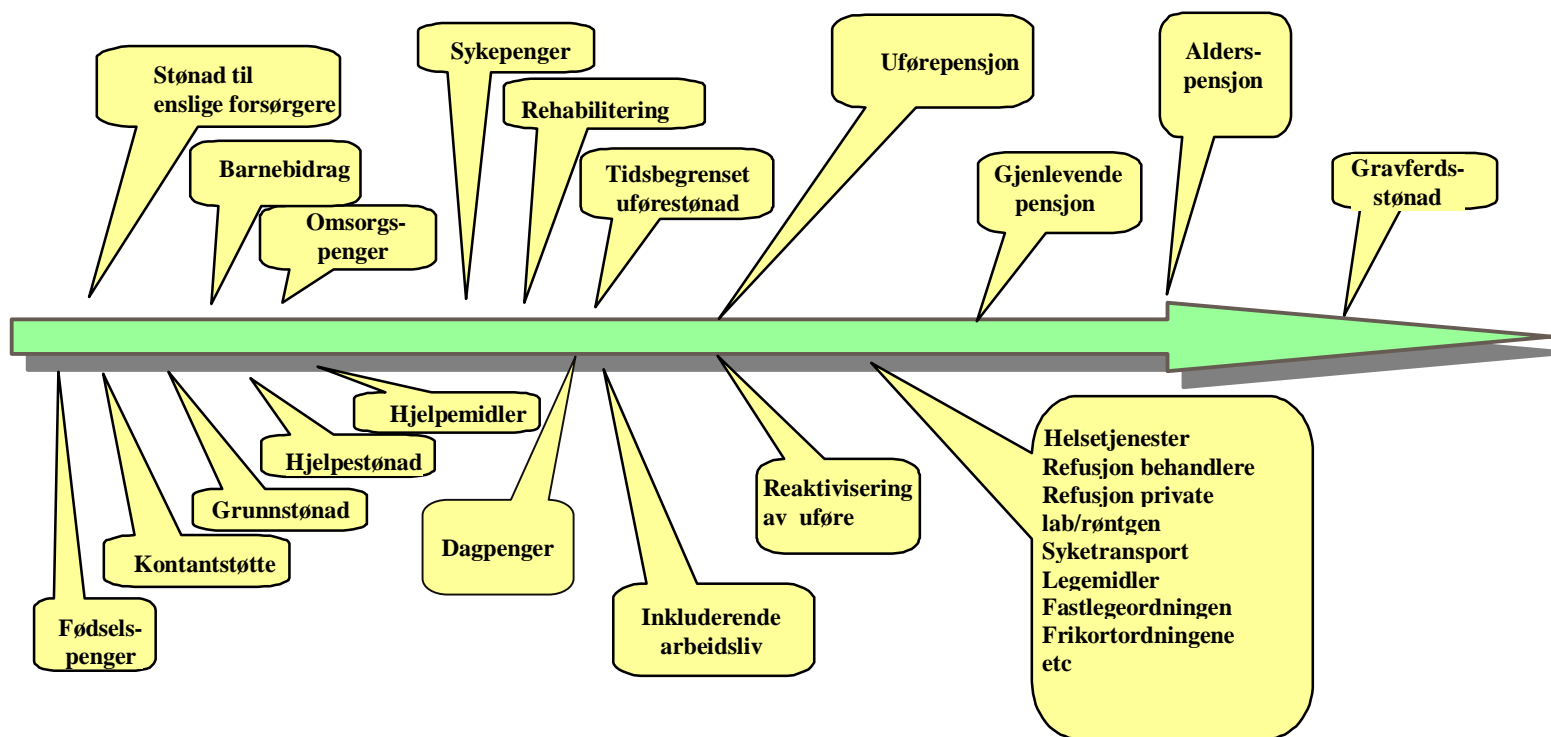 Stønad til
enslige forsørgere
Barnebidrag
Omsorgs-
penger
Sykepenger
Rehabilitering
Tidsbegrenset
uførestønad
Uførepensjon
Gjenlevende
pensjon
Alders-
pensjon
Gravferds-
stønad
Fødsels-
penger
Kontantstøtte
Grunnstønad
Hjelpestønad
Hjelpemidler
Dagpenger
Inkluderende
arbeidsliv
Reaktivisering
av uføre
Helsetjenester
Refusjon behandlere
Refusjon private
lab/røntgen
Syketransport
Legemidler
Fastlegeordningen
Frikortordningene
etc